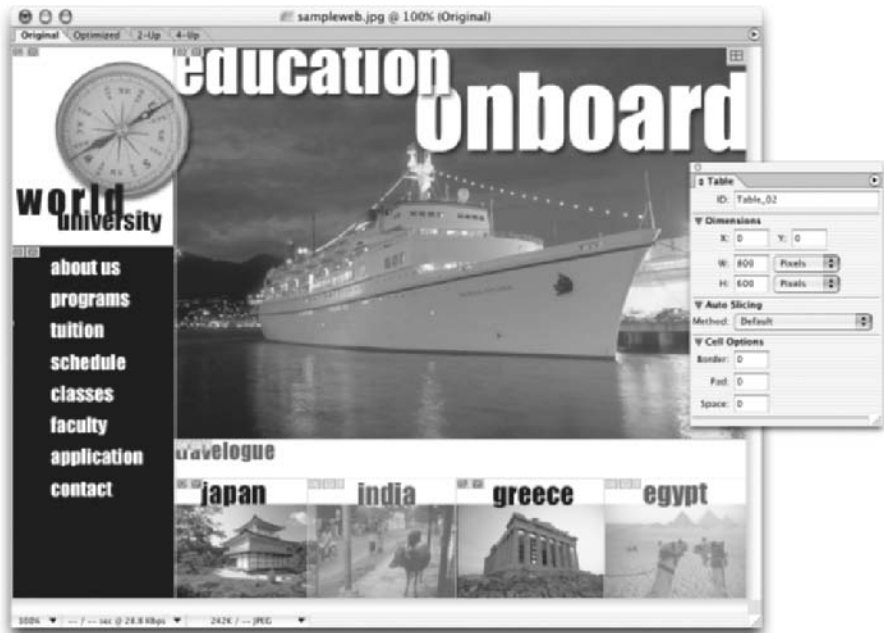 sampleweb.jpg @ 100% (Original)
Original Optimized 2-Up 4-Up
education
onboard
world
university
about us
programs
tuition
schedule
classes
faculty
application
contact
travelogue
japan
india
greece
egypt
Table
ID: Table_02
Dimensions
X: 0 Y: 0
W: 800 Pixels
H: 600 Pixels
Auto Slicing
Method: Default
Cell Options
Border: 0
Pad: 0
Space: 0
100% -- / -- sec @ 28.8 Kbps 242K / -- JPEG